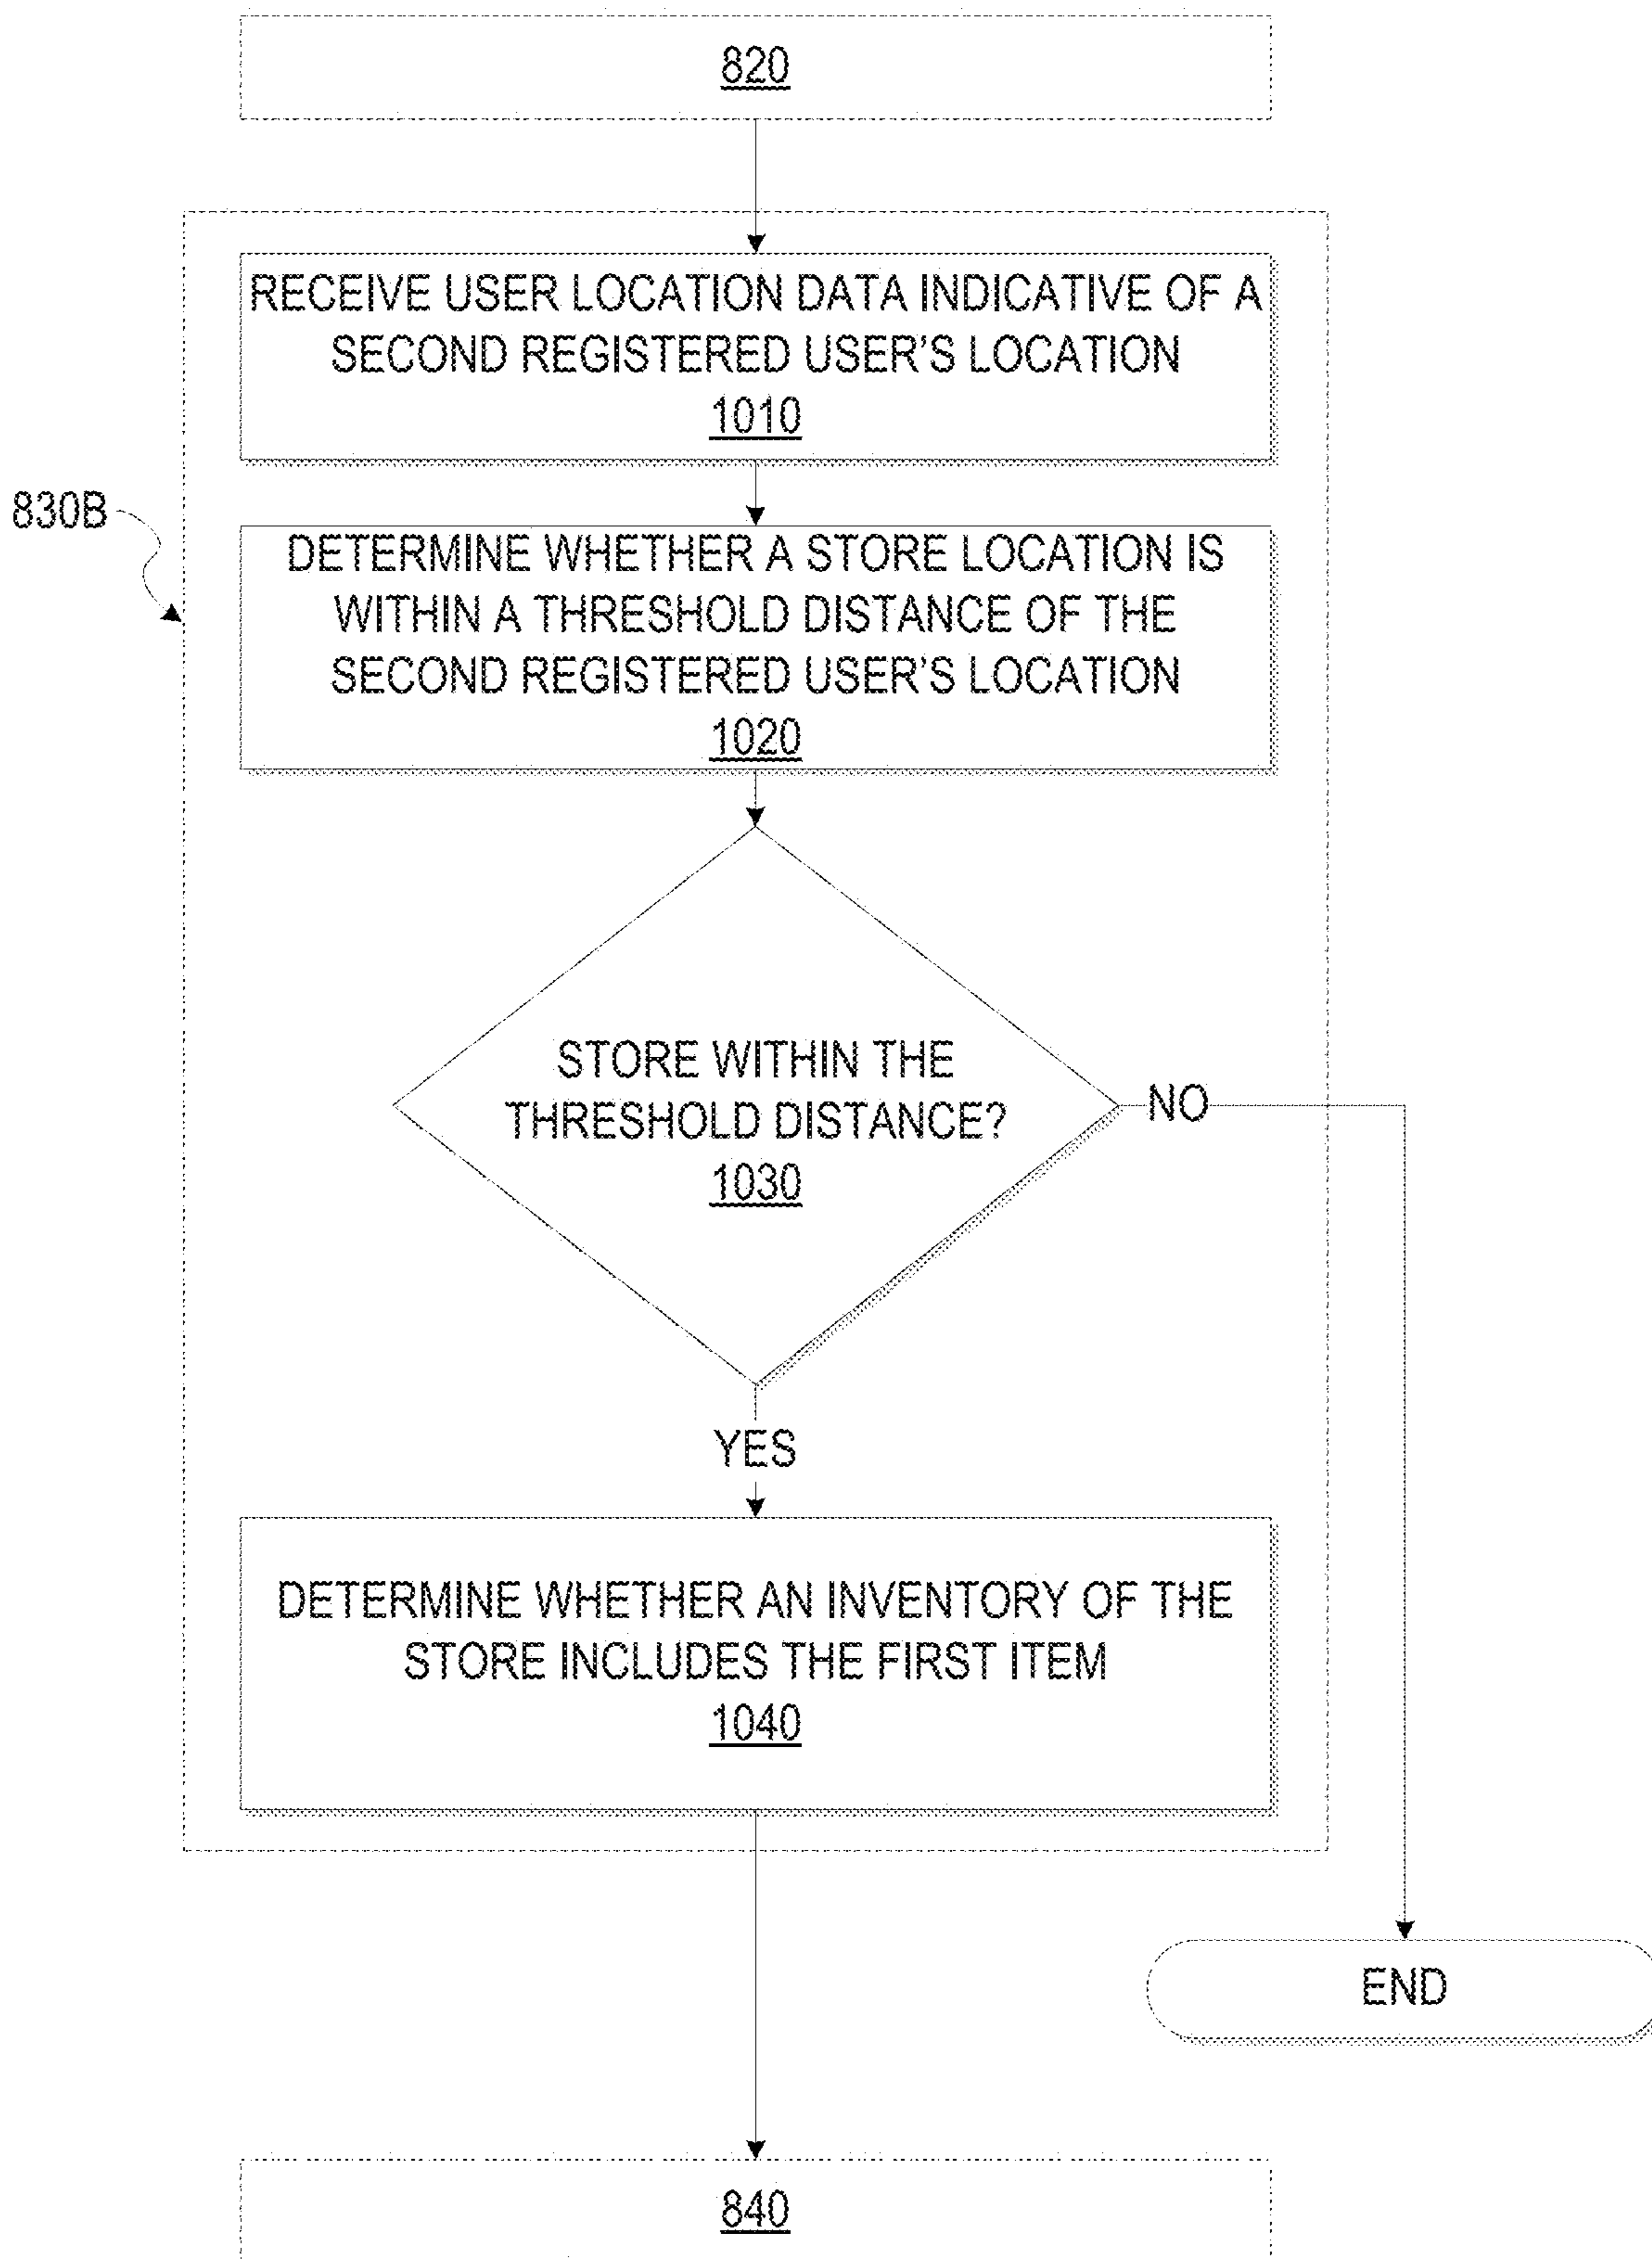 820
RECEIVE USER LOCATION DATA INDICATIVE OF A
SECOND REGISTERED USER'S LOCATION
1010
830B
DETERMINE WHETHER A STORE LOCATION IS
WITHIN A THRESHOLD DISTANCE OF THE
SECOND REGISTERED USER'S LOCATION
1020
STORE WITHIN THE
THRESHOLD DISTANCE?
1030
NO
YES
DETERMINE WHETHER AN INVENTORY OF THE
STORE INCLUDES THE FIRST ITEM
1040
END
840